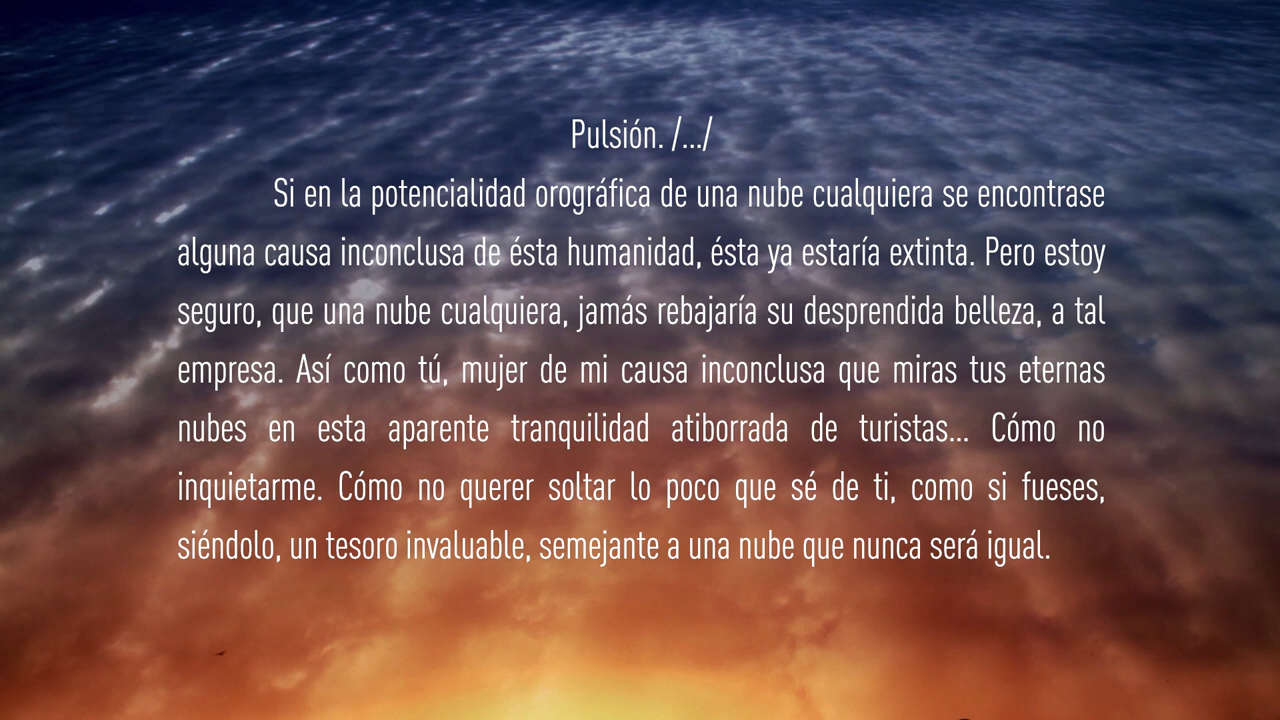 Pulsión. /.../
Si en la potencialidad orográfica de una nube cualquiera se encontrase
alguna causa inconclusa de ésta humanidad, ésta ya estaría extinta. Pero estoy
seguro, que una nube cualquiera, jamás rebajaría su desprendida belleza, a tal
empresa. Así como tú, mujer de mi causa inconclusa que miras tus eternas
nubes en esta aparente tranquilidad atiborrada de turistas... Cómo no
inquietarme. Cómo no querer soltar lo poco que sé de ti, como si fueses,
siéndolo, un tesoro invaluable, semejante a una nube que nunca será igual.